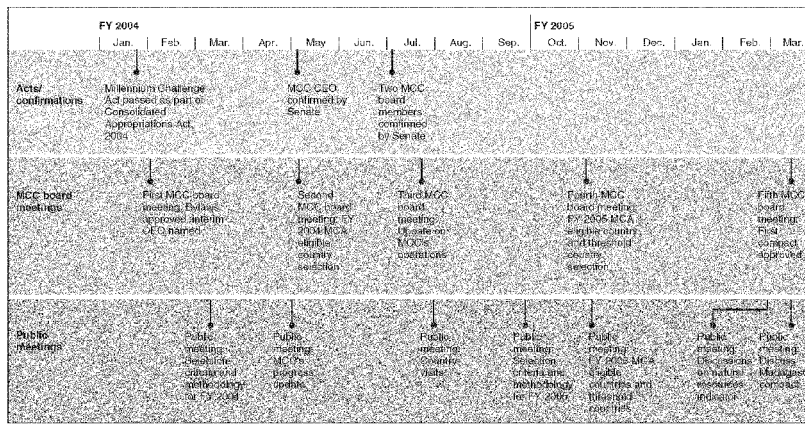 FY 2004
FY 2005
Jan. Feb. Mar. Apr. May Jun. Jul. Aug. Sep. Oct. Nov. Dec. Jan. Feb. Mar.
Acts/
confirmations
Millennium Challenge
Act passed as part of
Consolidated
Appropriations Act,
2004
MCC CEO
confirmed by
Senate
Two MCC
board
members
confirmed
by Senate
MCC board
meetings
First MCC board
meeting: Bylaws
approved, interim
CEO named
Second
MCC board
meeting: FY
2004 MCA
eligible
country
selection
Third MCC
board
meeting:
Update on
MCC's
operations
Fourth MCC
board meeting:
FY 2005 MCA
eligible country
and threshold
country
selection
Fifth MCC
board
meeting:
First
compact
approved
Public
meetings
Public
meeting:
criteria and
methodology
for FY 2004
Public
meeting:
MCC's
progress
update
Public
meeting:
Country
visits
Public
meeting:
Selection
criteria and
methodology
for FY 2005
Public
meeting:
FY 2005 MCA
eligible
countries and
threshold
countries
Public
meeting:
Discussions
on natural
resources
indicator
Public
meeting:
Discuss
Madagasc
compact